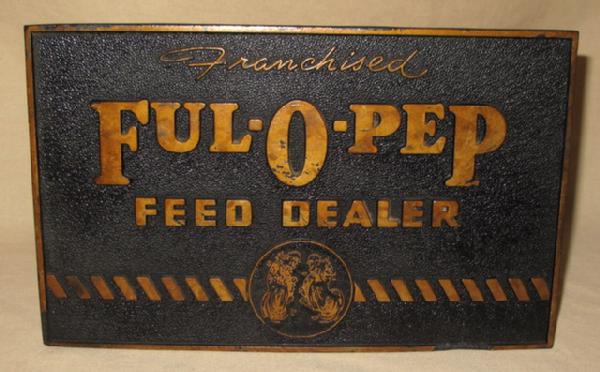 Franchised
FUL-O-PEP
FEED DEALER